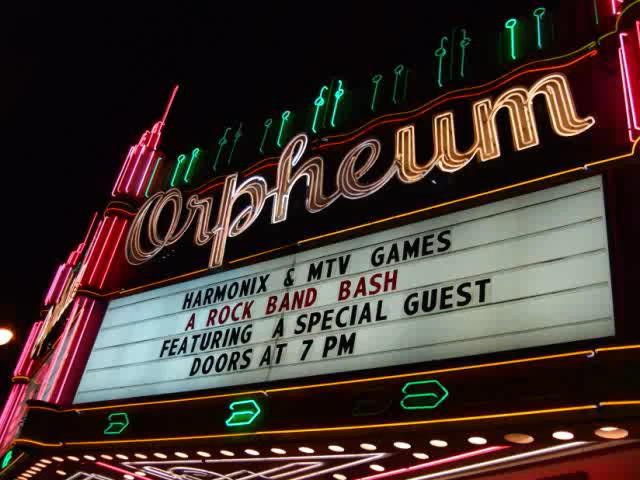 Orpheum
HARMONIX & MTV GAMES
A ROCK BAND BASH
FEATURING A SPECIAL GUEST
DOORS AT 7 PM